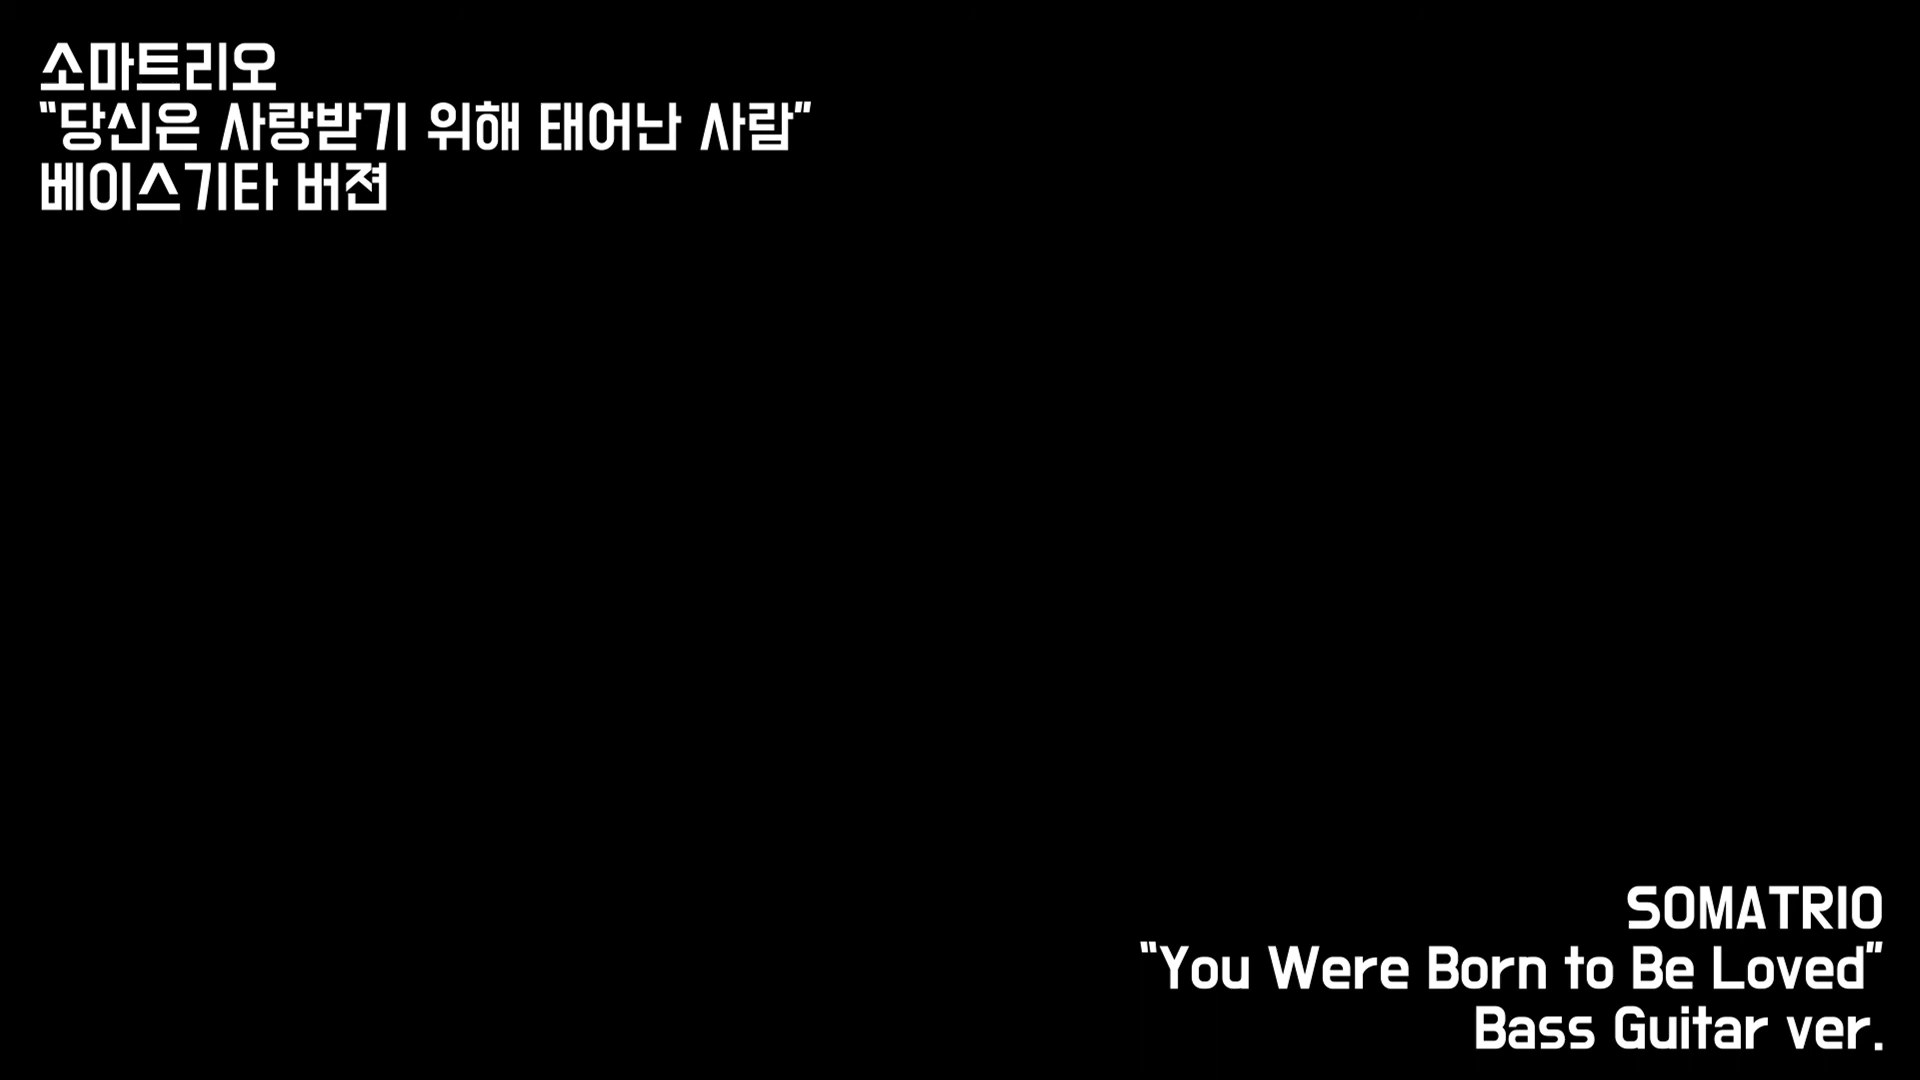 소마트리오
“당신은 사랑받기 위해 태어난 사람”
베이스기타 버젼
SOMATRIO
“You Were Born to Be Loved”
Bass Guitar ver.